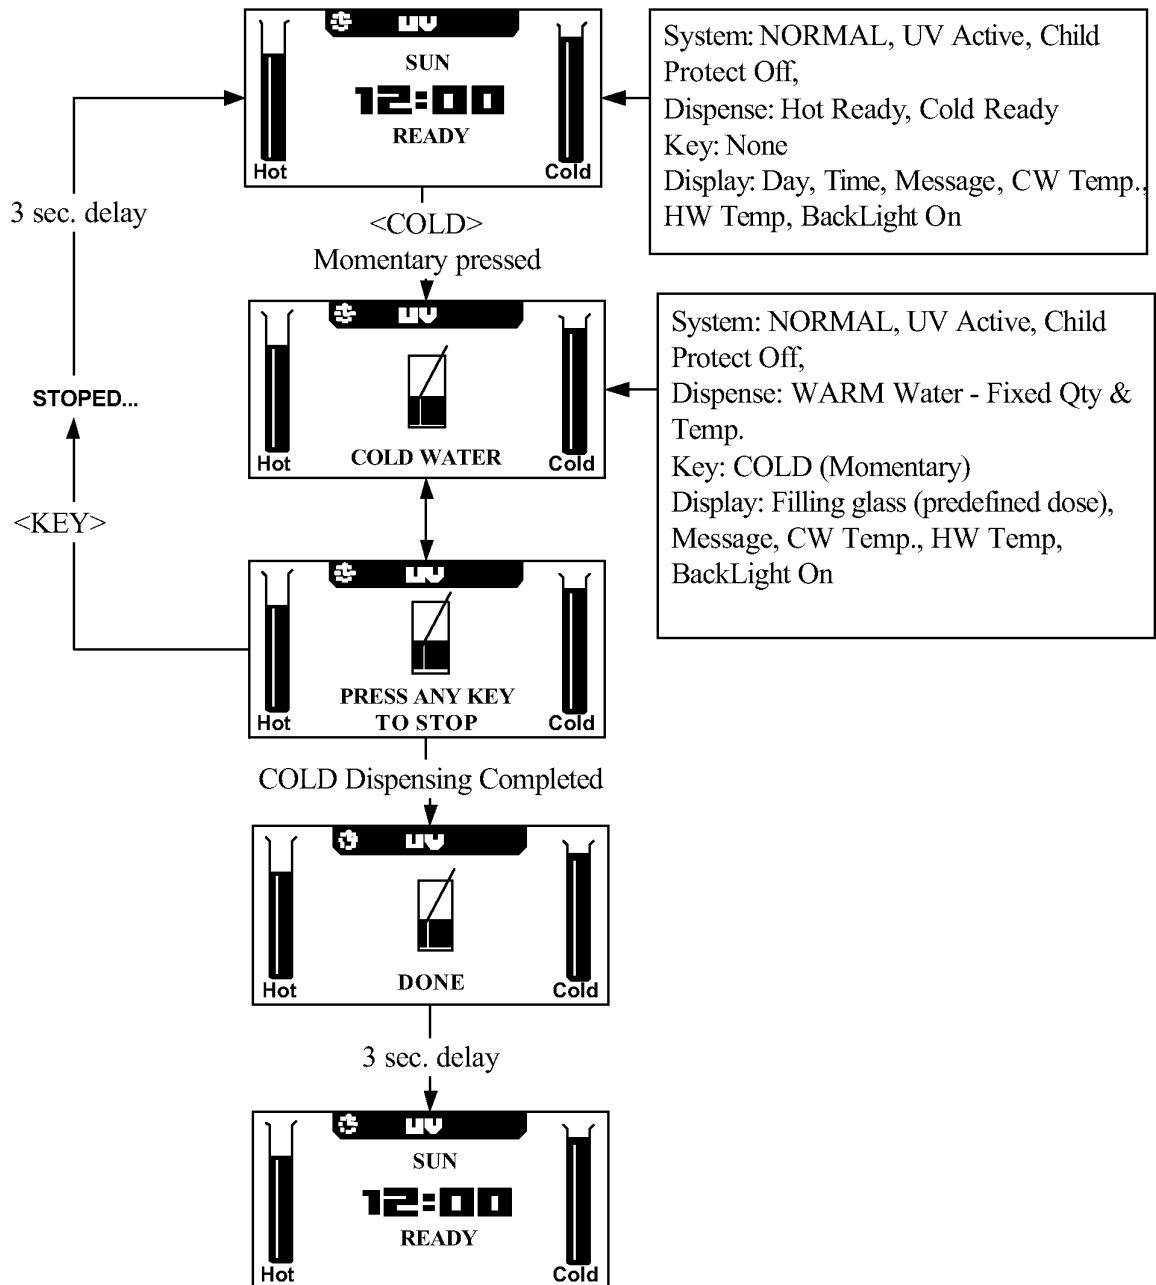 UV
SUN
12:00
READY
Hot
Cold
System: NORMAL, UV Active, Child
Protect Off,
Dispense: Hot Ready, Cold Ready
Key: None
Display: Day, Time, Message, CW Temp.,
HW Temp, BackLight On
3 sec. delay
<COLD>
Momentary pressed
UV
COLD WATER
Hot
Cold
System: NORMAL, UV Active, Child
Protect Off,
Dispense: WARM Water - Fixed Qty &
Temp.
Key: COLD (Momentary)
Display: Filling glass (predefined dose),
Message, CW Temp., HW Temp,
BackLight On
STOPED...
<KEY>
UV
PRESS ANY KEY
TO STOP
Hot
Cold
COLD Dispensing Completed
UV
DONE
Hot
Cold
3 sec. delay
UV
SUN
12:00
READY
Hot
Cold